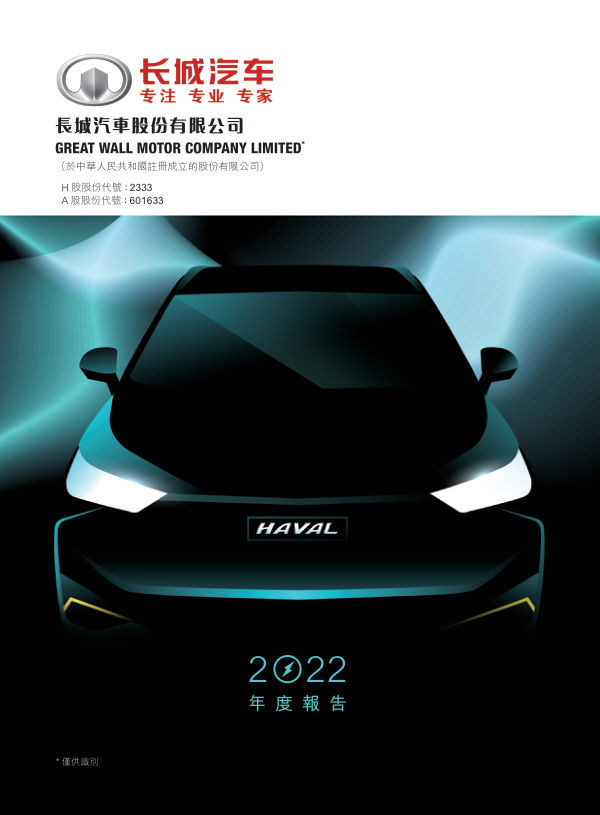 长城汽车
专注 专业 专家
長城汽車股份有限公司
GREAT WALL MOTOR COMPANY LIMITED*
（於中華人民共和國註冊成立的股份有限公司）
H 股股份代號：2333
A 股股份代號：601633
HAVAL
2022
年度報告
* 僅供識別